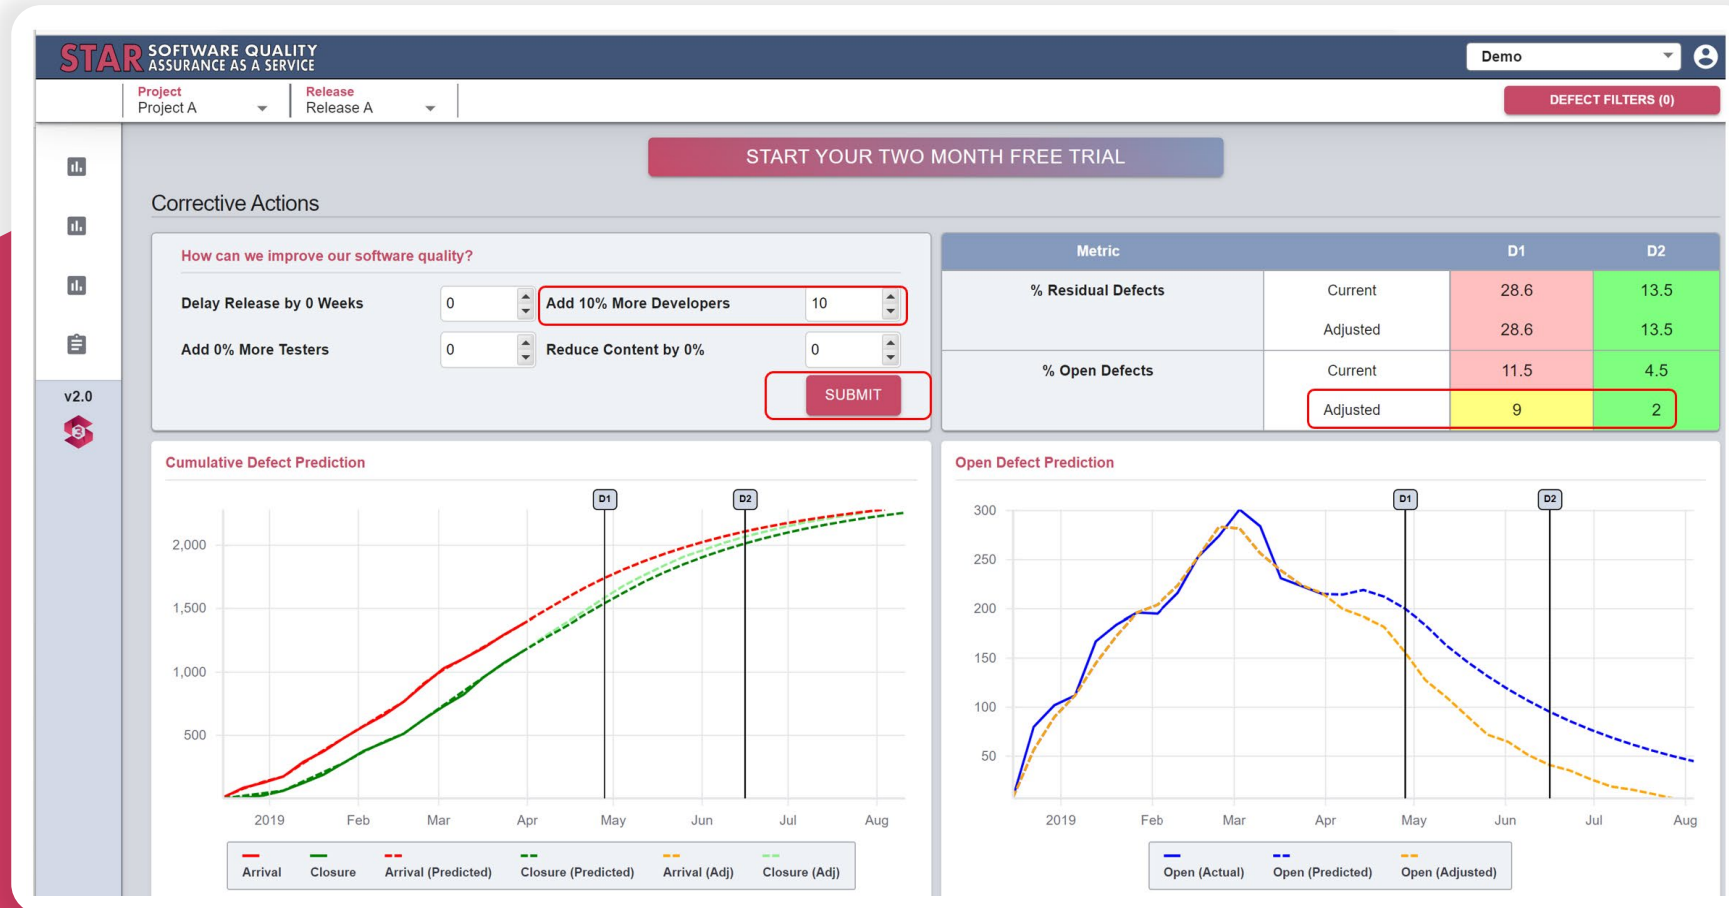 STAR SOFTWARE QUALITY
ASSURANCE AS A SERVICE
Demo
Project
Project A
Release
Release A
DEFECT FILTERS (0)
START YOUR TWO MONTH FREE TRIAL
Corrective Actions
How can we improve our software quality?
Delay Release by 0 Weeks 0 Add 10% More Developers 10
Add 0% More Testers 0 Reduce Content by 0% 0
SUBMIT
Metric D1 D2
% Residual Defects Current 28.6 13.5
Adjusted 28.6 13.5
% Open Defects Current 11.5 4.5
Adjusted 9 2
v2.0
Cumulative Defect Prediction
D1 D2
2,000
1,500
1,000
500
2019 Feb Mar Apr May Jun Jul Aug
Arrival Closure Arrival (Predicted) Closure (Predicted) Arrival (Adj) Closure (Adj)
Open Defect Prediction
D1 D2
300
250
200
150
100
50
2019 Feb Mar Apr May Jun Jul Aug
Open (Actual) Open (Predicted) Open (Adjusted)